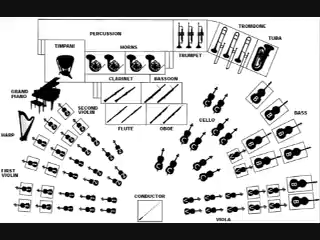 PERCUSSION
TROMBONE
TUBA
TIMPANI
HORNS
TRUMPET
CLARINET
BASSOON
GRAND
PIANO
SECOND
VIOLIN
CELLO
BASS
FLUTE
OBOE
HARP
FIRST
VIOLIN
CONDUCTOR
VIOLA